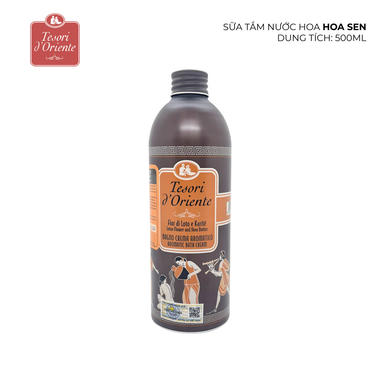 Tesori
d'Oriente
SỮA TẮM NƯỚC HOA HOA SEN
DUNG TÍCH: 500ML
Tesori
d'Oriente
Fior di Loto e Karité
Lotus Flower and Shea Butter
BAGNO CREMA AROMATICO
AROMATIC BATH CREAM